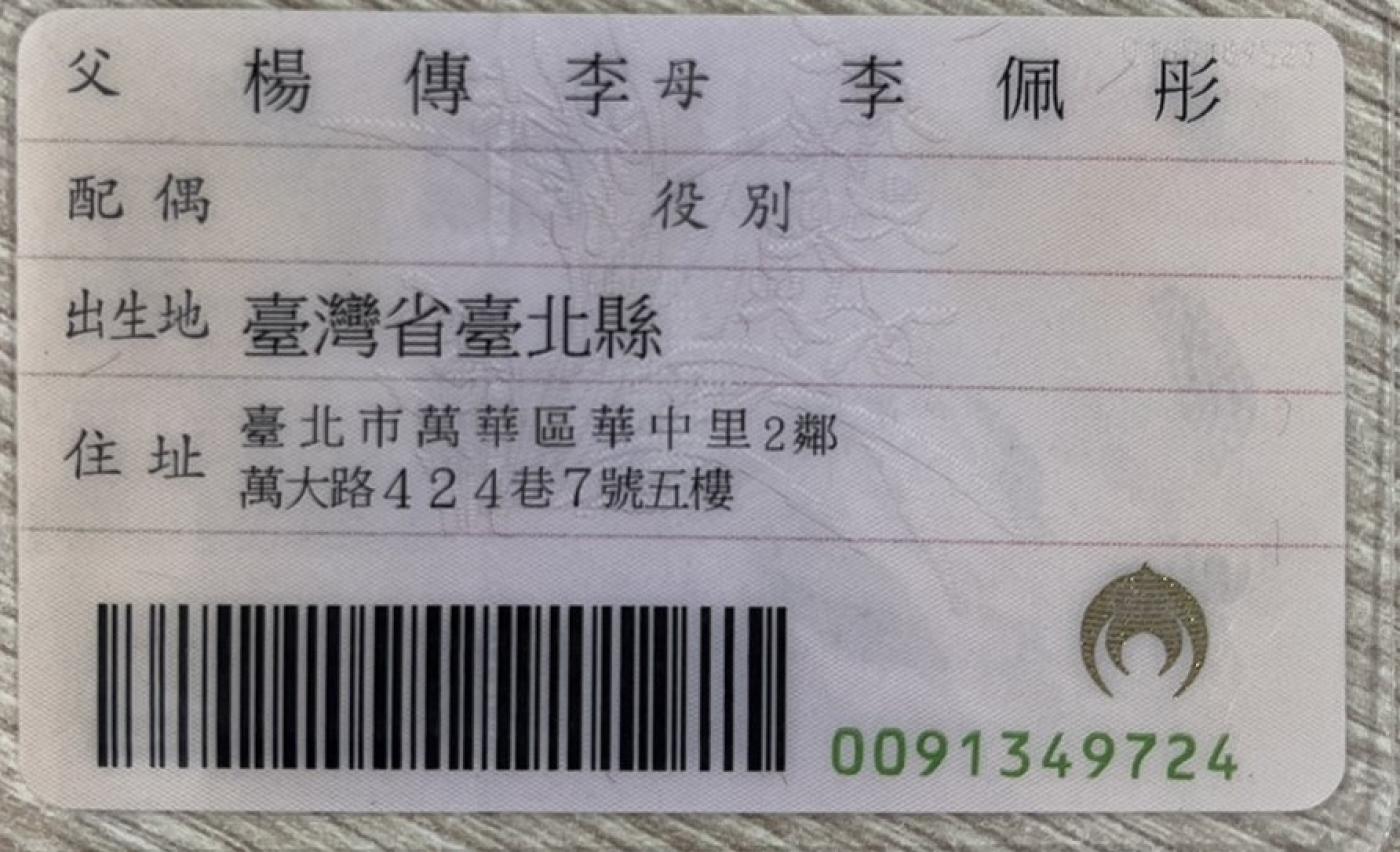 父 楊傳李 母 李佩彤
配偶 役別
出生地 臺灣省臺北縣
住址 臺北市萬華區華中里2鄰
萬大路424巷7號五樓
0091349724